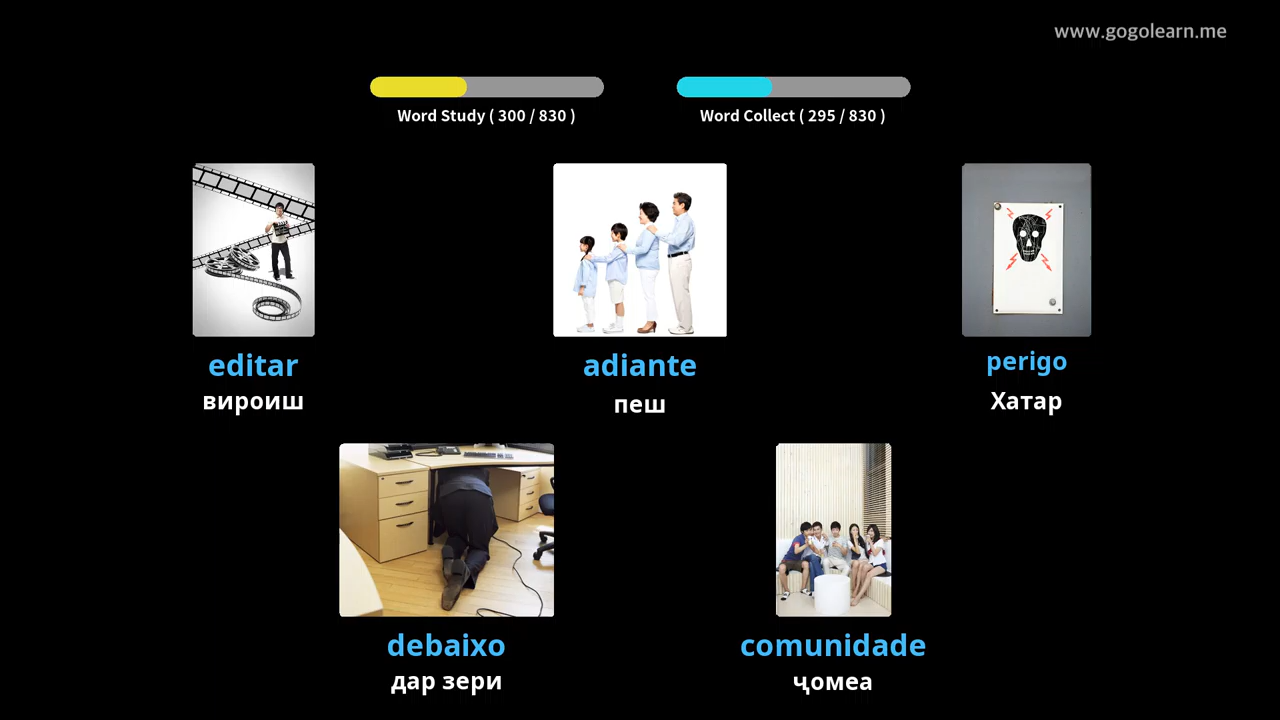 www.gogolearn.me
Word Study ( 300 / 830 )
Word Collect ( 295 / 830 )
editar
вироиш
adiante
пеш
perigo
Хатар
debaixo
дар зери
comunidade
ҷомеа